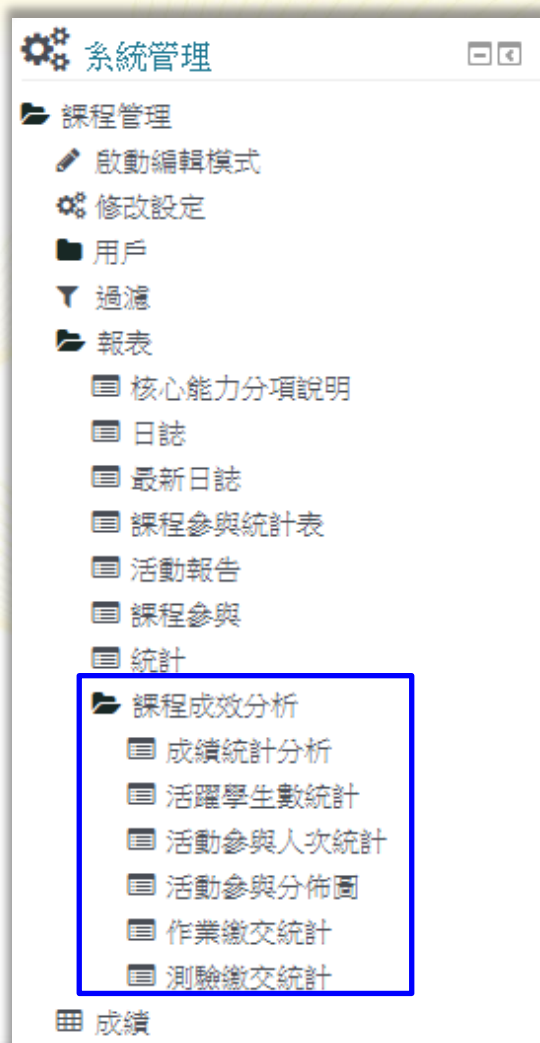 系統管理
課程管理
啟動編輯模式
修改設定
用戶
過濾
報表
核心能力分項說明
日誌
最新日誌
課程參與統計表
活動報告
課程參與
統計
課程成效分析
成績統計分析
活躍學生數統計
活動參與人次統計
活動參與分佈圖
作業繳交統計
測驗繳交統計
成績